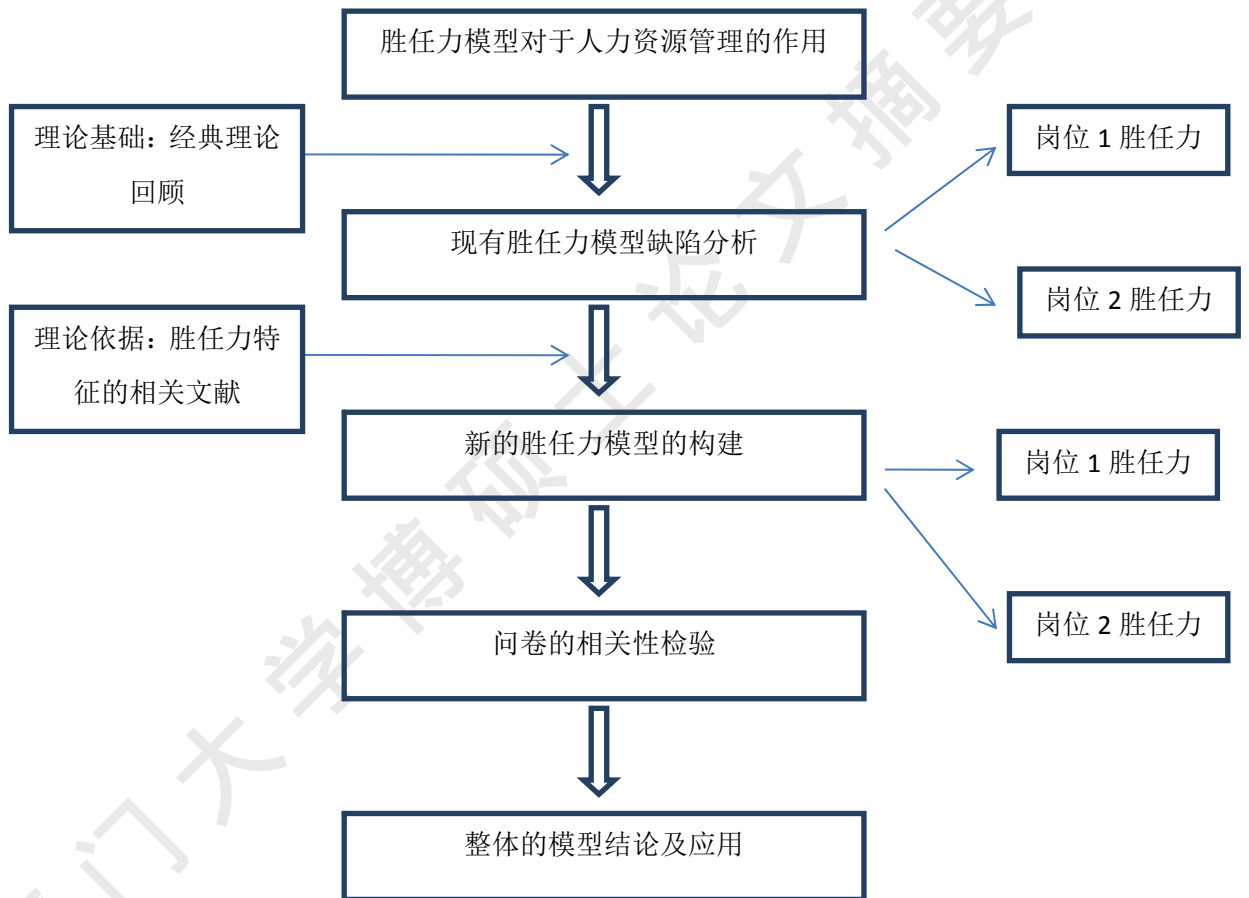 胜任力模型对于人力资源管理的作用
理论基础：经典理论
回顾
岗位 1 胜任力
现有胜任力模型缺陷分析
岗位 2 胜任力
理论依据：胜任力特
征的相关文献
新的胜任力模型的构建
岗位 1 胜任力
问卷的相关性检验
岗位 2 胜任力
整体的模型结论及应用
门大学博硕士论文摘要